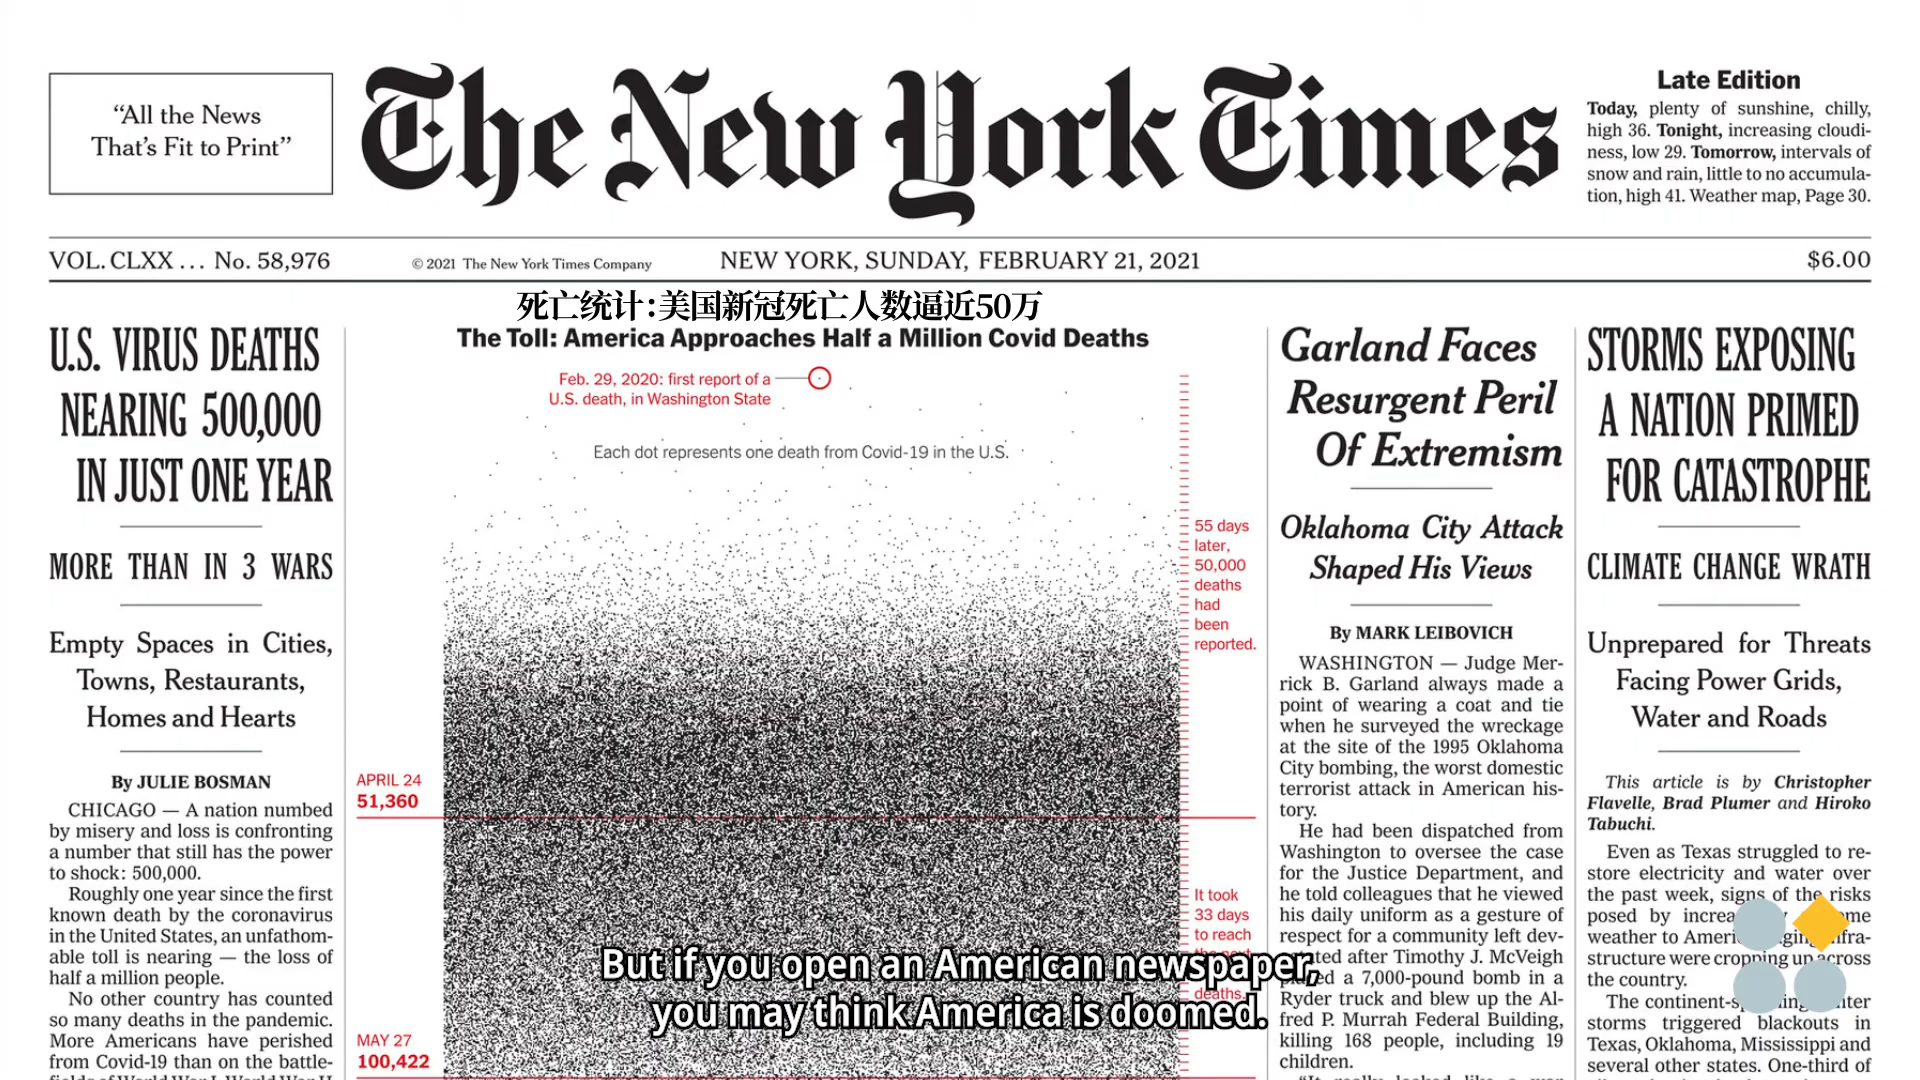 “All the News
That’s Fit to Print”
The New York Times
Late Edition
Today, plenty of sunshine, chilly,
high 36. Tonight, increasing cloudi-
ness, low 29. Tomorrow, intervals of
snow and rain, little to no accumula-
tion, high 41. Weather map, Page 30.
VOL. CLXX . . . No. 58,976
© 2021 The New York Times Company
NEW YORK, SUNDAY, FEBRUARY 21, 2021
$6.00
U.S. VIRUS DEATHS
NEARING 500,000
IN JUST ONE YEAR
MORE THAN IN 3 WARS
Empty Spaces in Cities,
Towns, Restaurants,
Homes and Hearts
By JULIE BOSMAN
CHICAGO — A nation numbed
by misery and loss is confronting
a number that still has the power
to shock: 500,000.
Roughly one year since the first
known death by the coronavirus
in the United States, an unfathom-
able toll is nearing — the loss of
half a million people.
No other country has counted
so many deaths in the pandemic.
More Americans have perished
from Covid-19 than on the battle-
fields of World War I, World War II
死亡统计:美国新冠死亡人数逼近50万
The Toll: America Approaches Half a Million Covid Deaths
Feb. 29, 2020: first report of a
U.S. death, in Washington State
Each dot represents one death from Covid-19 in the U.S.
55 days
later,
50,000
deaths
had
been
reported.
APRIL 24
51,360
It took
33 days
to reach
deaths.
MAY 27
100,422
Garland Faces
Resurgent Peril
Of Extremism
Oklahoma City Attack
Shaped His Views
By MARK LEIBOVICH
WASHINGTON — Judge Mer-
rick B. Garland always made a
point of wearing a coat and tie
when he surveyed the wreckage
at the site of the 1995 Oklahoma
City bombing, the worst domestic
terrorist attack in American his-
tory.
He had been dispatched from
Washington to oversee the case
for the Justice Department, and
he told colleagues that he viewed
his daily uniform as a gesture of
respect for a community left dev-
after Timothy J. McVeigh
a 7,000-pound bomb in a
Ryder truck and blew up the Al-
fred P. Murrah Federal Building,
killing 168 people, including 19
children.
STORMS EXPOSING
A NATION PRIMED
FOR CATASTROPHE
CLIMATE CHANGE WRATH
Unprepared for Threats
Facing Power Grids,
Water and Roads
This article is by Christopher
Flavelle, Brad Plumer and Hiroko
Tabuchi.
Even as Texas struggled to re-
store electricity and water over
the past week, signs of the risks
posed by
weather to
structure were cropping up across
the country.
The
storms triggered blackouts in
Texas, Oklahoma, Mississippi and
several other states. One-third of
But if you open an American newspaper,
you may think America is doomed.